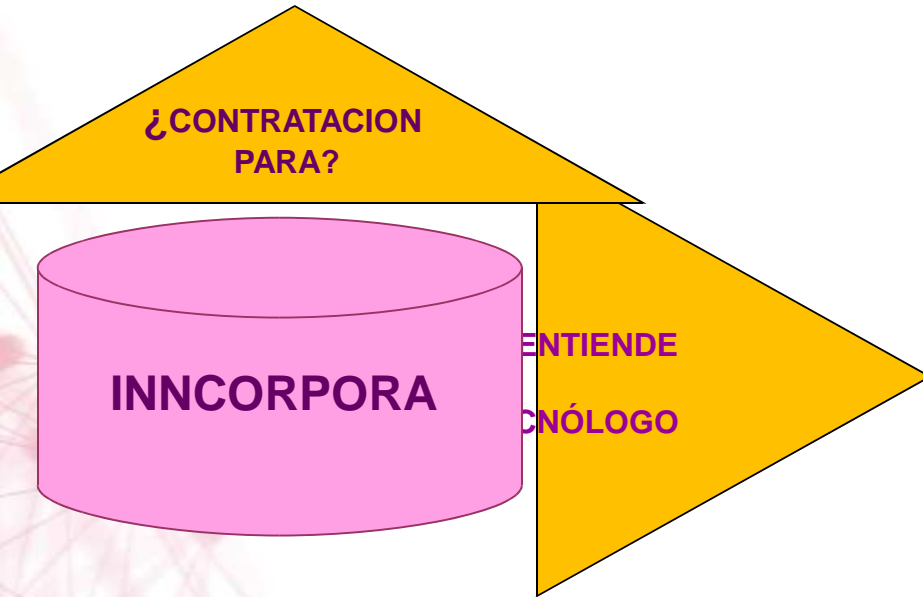 ¿CONTRATACION
PARA?
ENTIENDE
INNCORPORA
CNÓLOGO